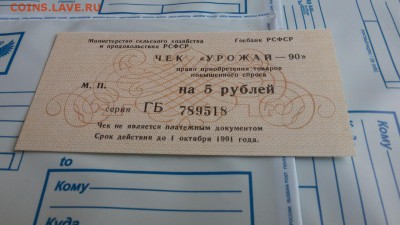 COINS.LAVE.RU
Министерство сельского хозяйства
и продовольствия РСФСР
Госбанк РСФСР
ЧЕК «УРОЖАЙ—90»
право приобретения товаров
повышенного спроса
М. П.
на 5 рублей
серия ГБ 789518
Чек не является платежным документом
Срок действия до 1 октября 1991 года.
to
Кому
Куда
Кому
Куда